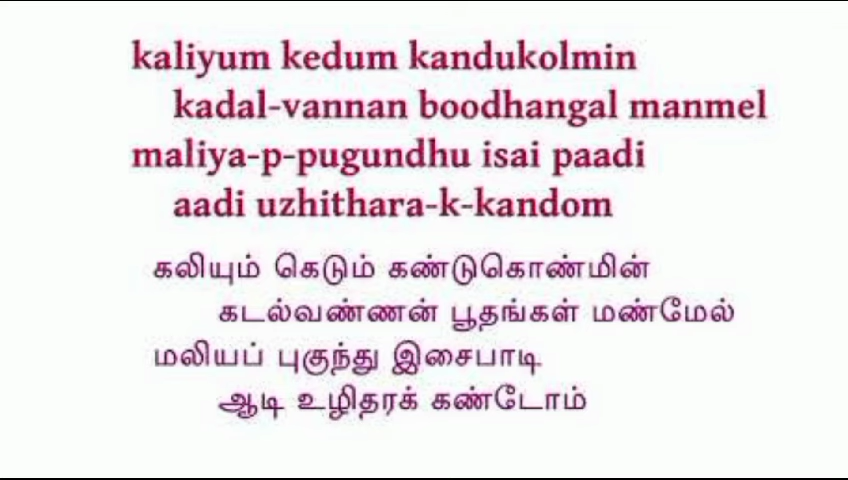 kaliyum kedum kandukolmin
kadal-vannan boodhangal manmel
maliya-p-pugundhu isai paadi
aadi uzhithara-k-kandom
கலியும் கெடும் கண்டுகொண்மின்
கடல்வண்ணன் பூதங்கள் மண்மேல்
மலியப் புகுந்து இசைபாடி
ஆடி உழிதரக் கண்டோம்